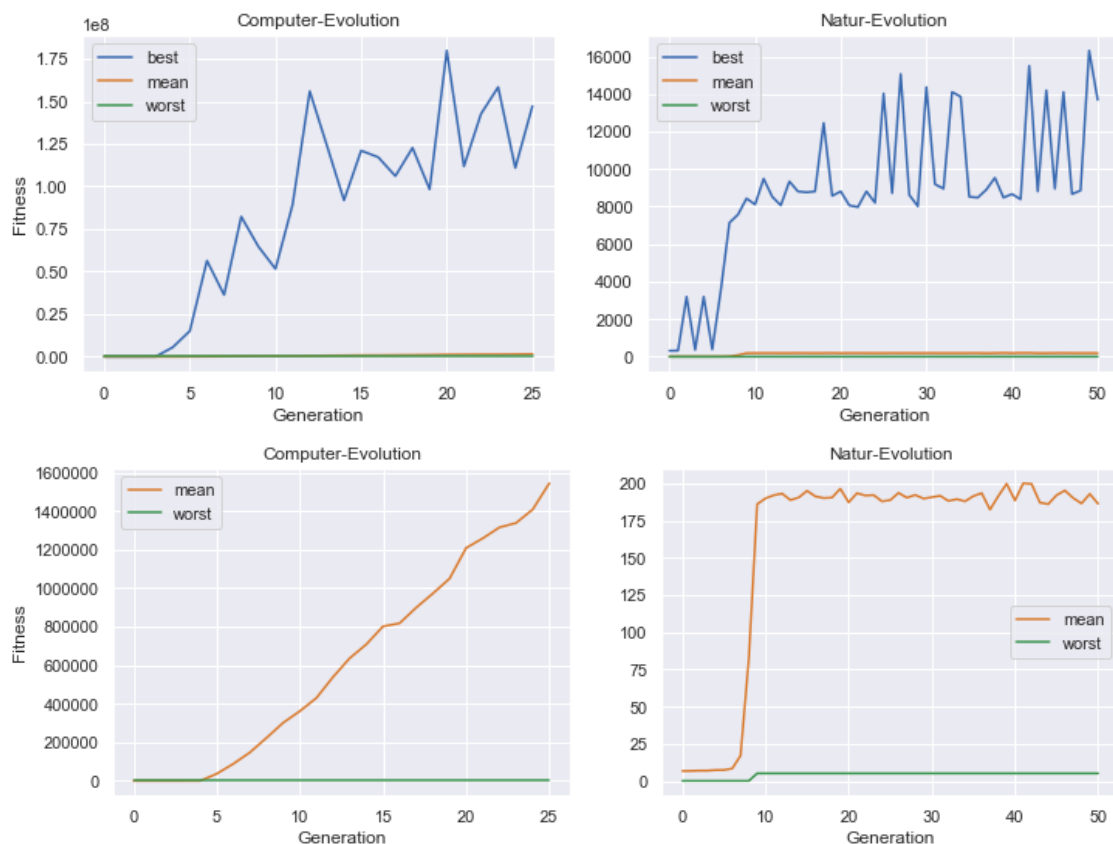 Computer-Evolution
1e8
1.75
1.50
1.25
1.00
0.75
0.50
0.25
0.00
Fitness
best
mean
worst
0 5 10 15 20 25
Generation
Natur-Evolution
16000
14000
12000
10000
8000
6000
4000
2000
0
best
mean
worst
0 10 20 30 40 50
Generation
Computer-Evolution
1600000
1400000
1200000
1000000
800000
600000
400000
200000
0
Fitness
mean
worst
0 5 10 15 20 25
Generation
Natur-Evolution
200
175
150
125
100
75
50
25
0
mean
worst
0 10 20 30 40 50
Generation